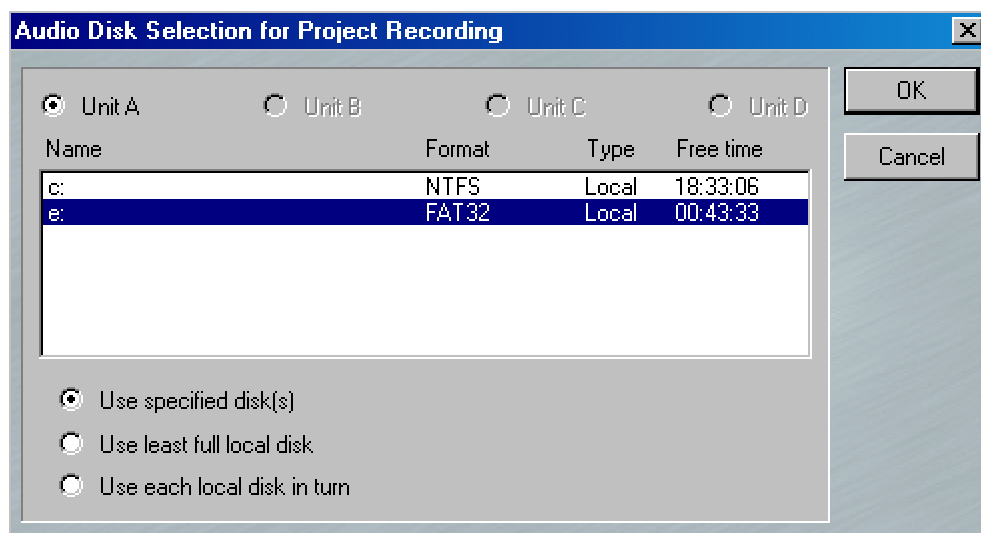 Audio Disk Selection for Project Recording
Unit A Unit B Unit C Unit D
OK
Name Format Type Free time
Cancel
c: NTFS Local 18:33:06
e: FAT32 Local 00:43:33
Use specified disk(s)
Use least full local disk
Use each local disk in turn